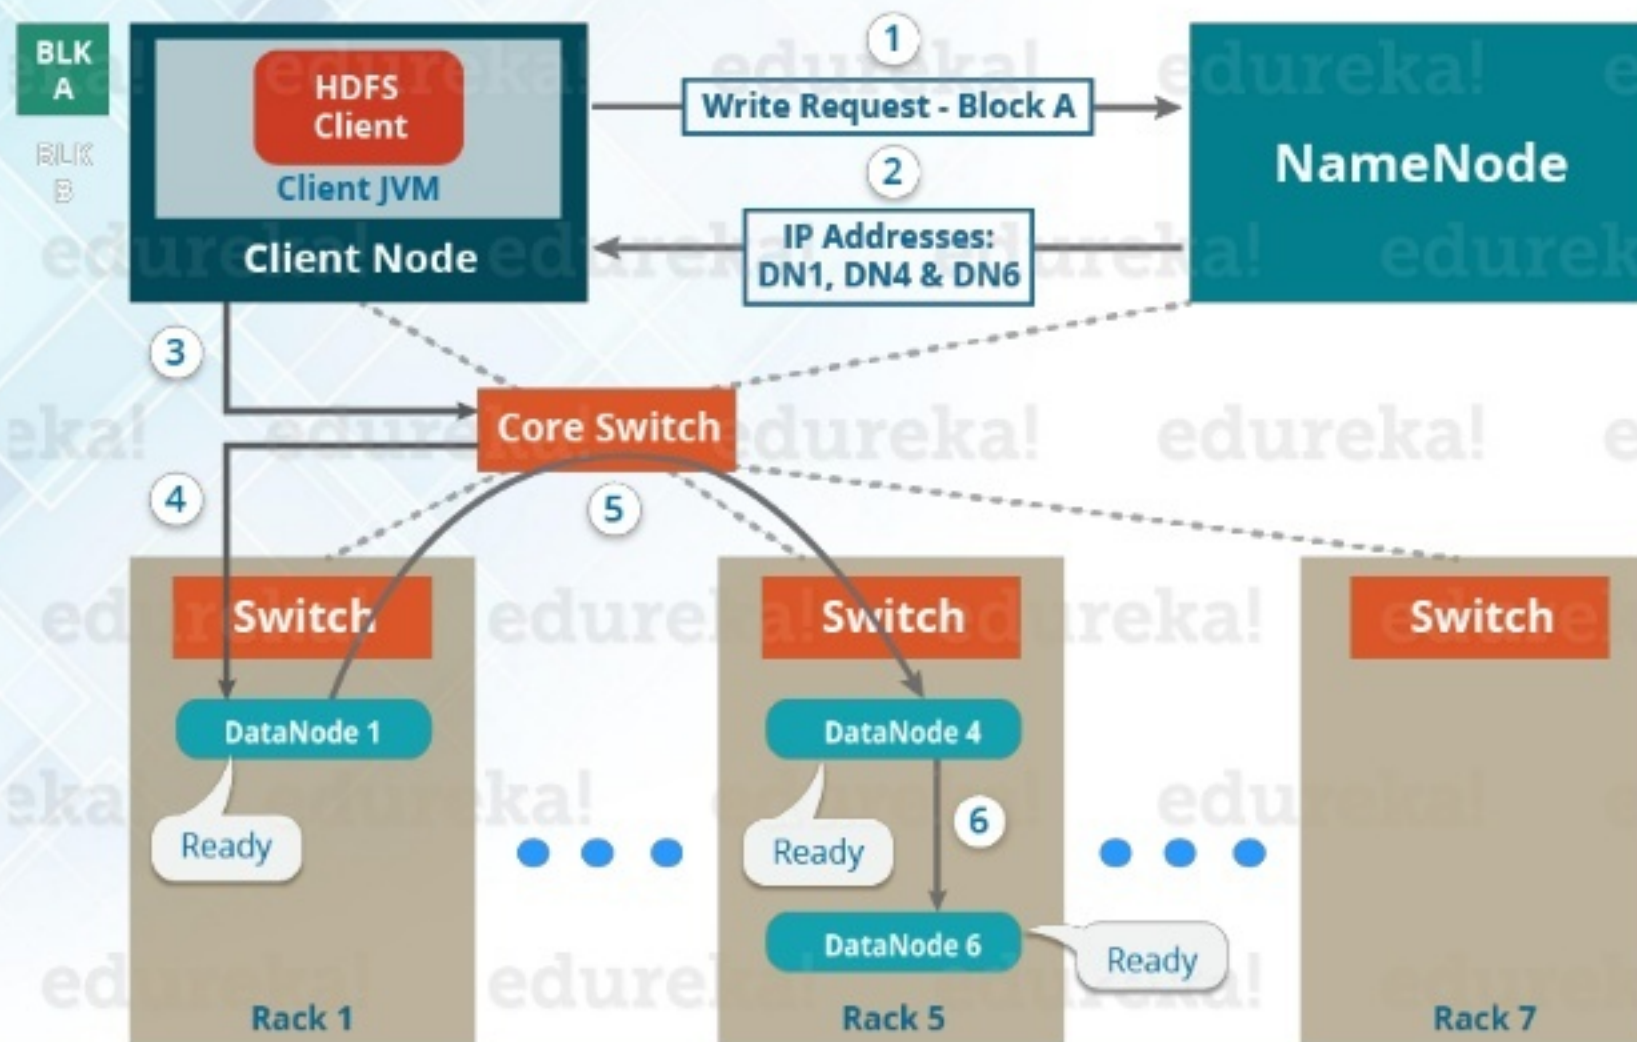 BLK
A
BLK
B
HDFS
Client
Client JVM
Client Node
1
Write Request - Block A
2
IP Addresses:
DN1, DN4 & DN6
NameNode
3
Core Switch
4
5
Switch
Switch
Switch
DataNode 1
DataNode 4
Ready
Ready
6
DataNode 6
Ready
Rack 1
Rack 5
Rack 7
edureka!